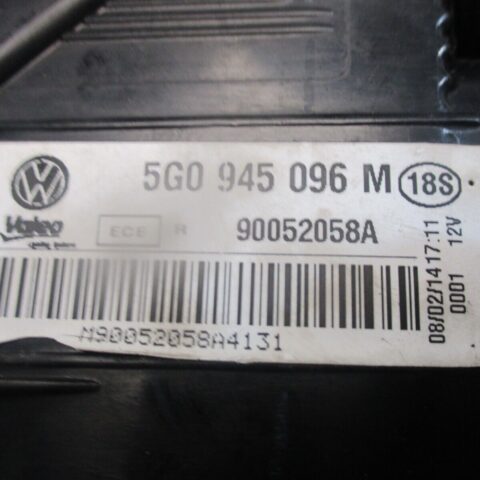 5G0 945 096 M 18S
Valeo
ECE R 90052058A
M90052058A4131
08/02/14 17:11
0001 12V